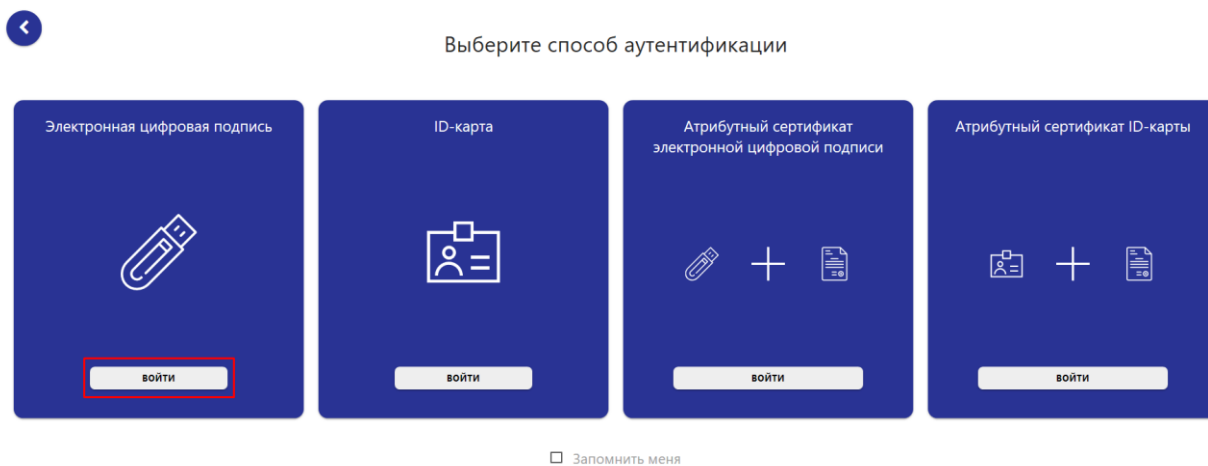 Выберите способ аутентификации
Электронная цифровая подпись
войти
ID-карта
войти
Атрибутный сертификат
электронной цифровой подписи
войти
Атрибутный сертификат ID-карты
войти
Запомнить меня